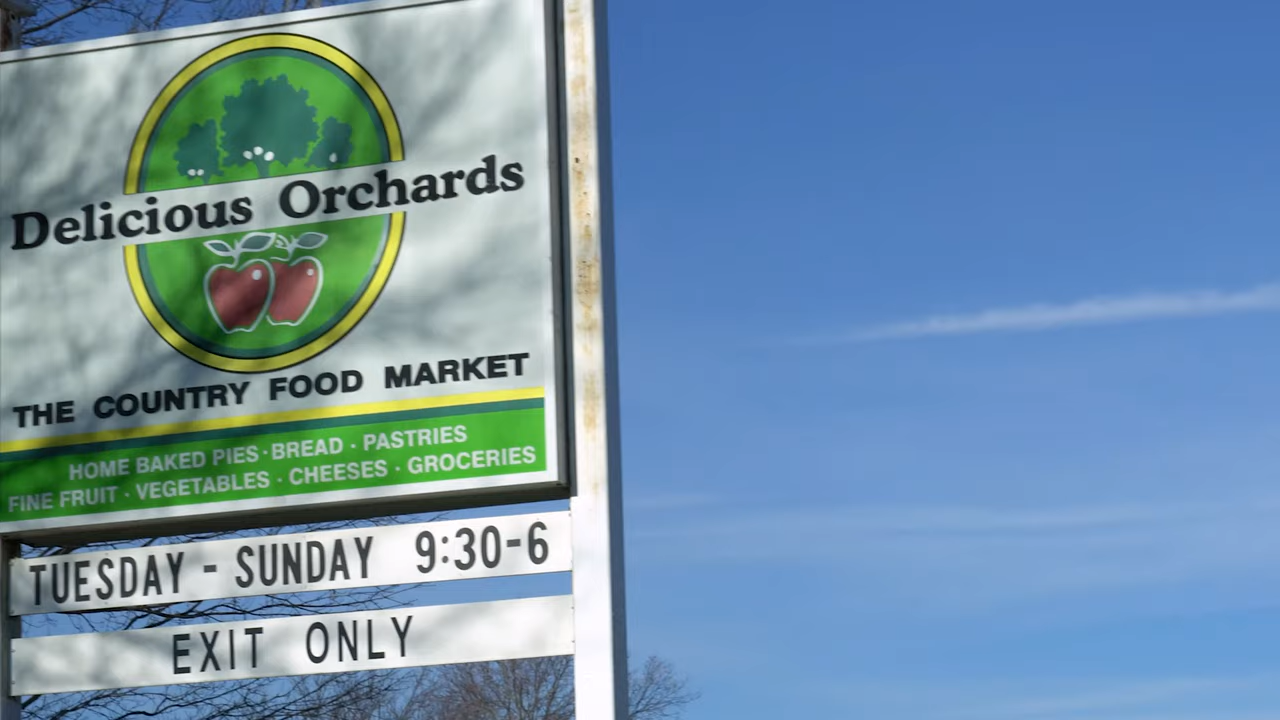 Delicious Orchards
THE COUNTRY FOOD MARKET
HOME BAKED PIES · BREAD · PASTRIES
FINE FRUIT · VEGETABLES · CHEESES · GROCERIES
TUESDAY - SUNDAY 9:30-6
EXIT ONLY